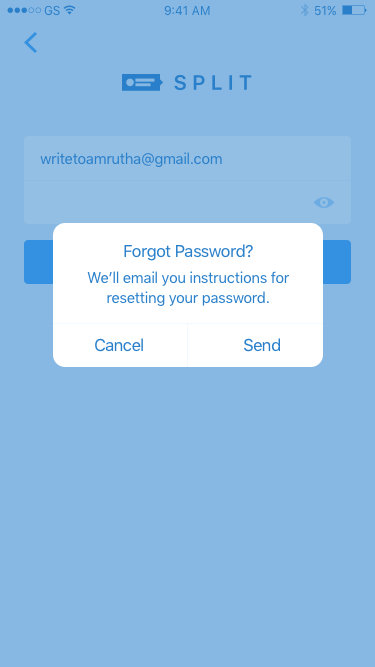 GS 9:41 AM 51%
SPLIT
writetoamrutha@gmail.com
Forgot Password?
We’ll email you instructions for
resetting your password.
Cancel Send